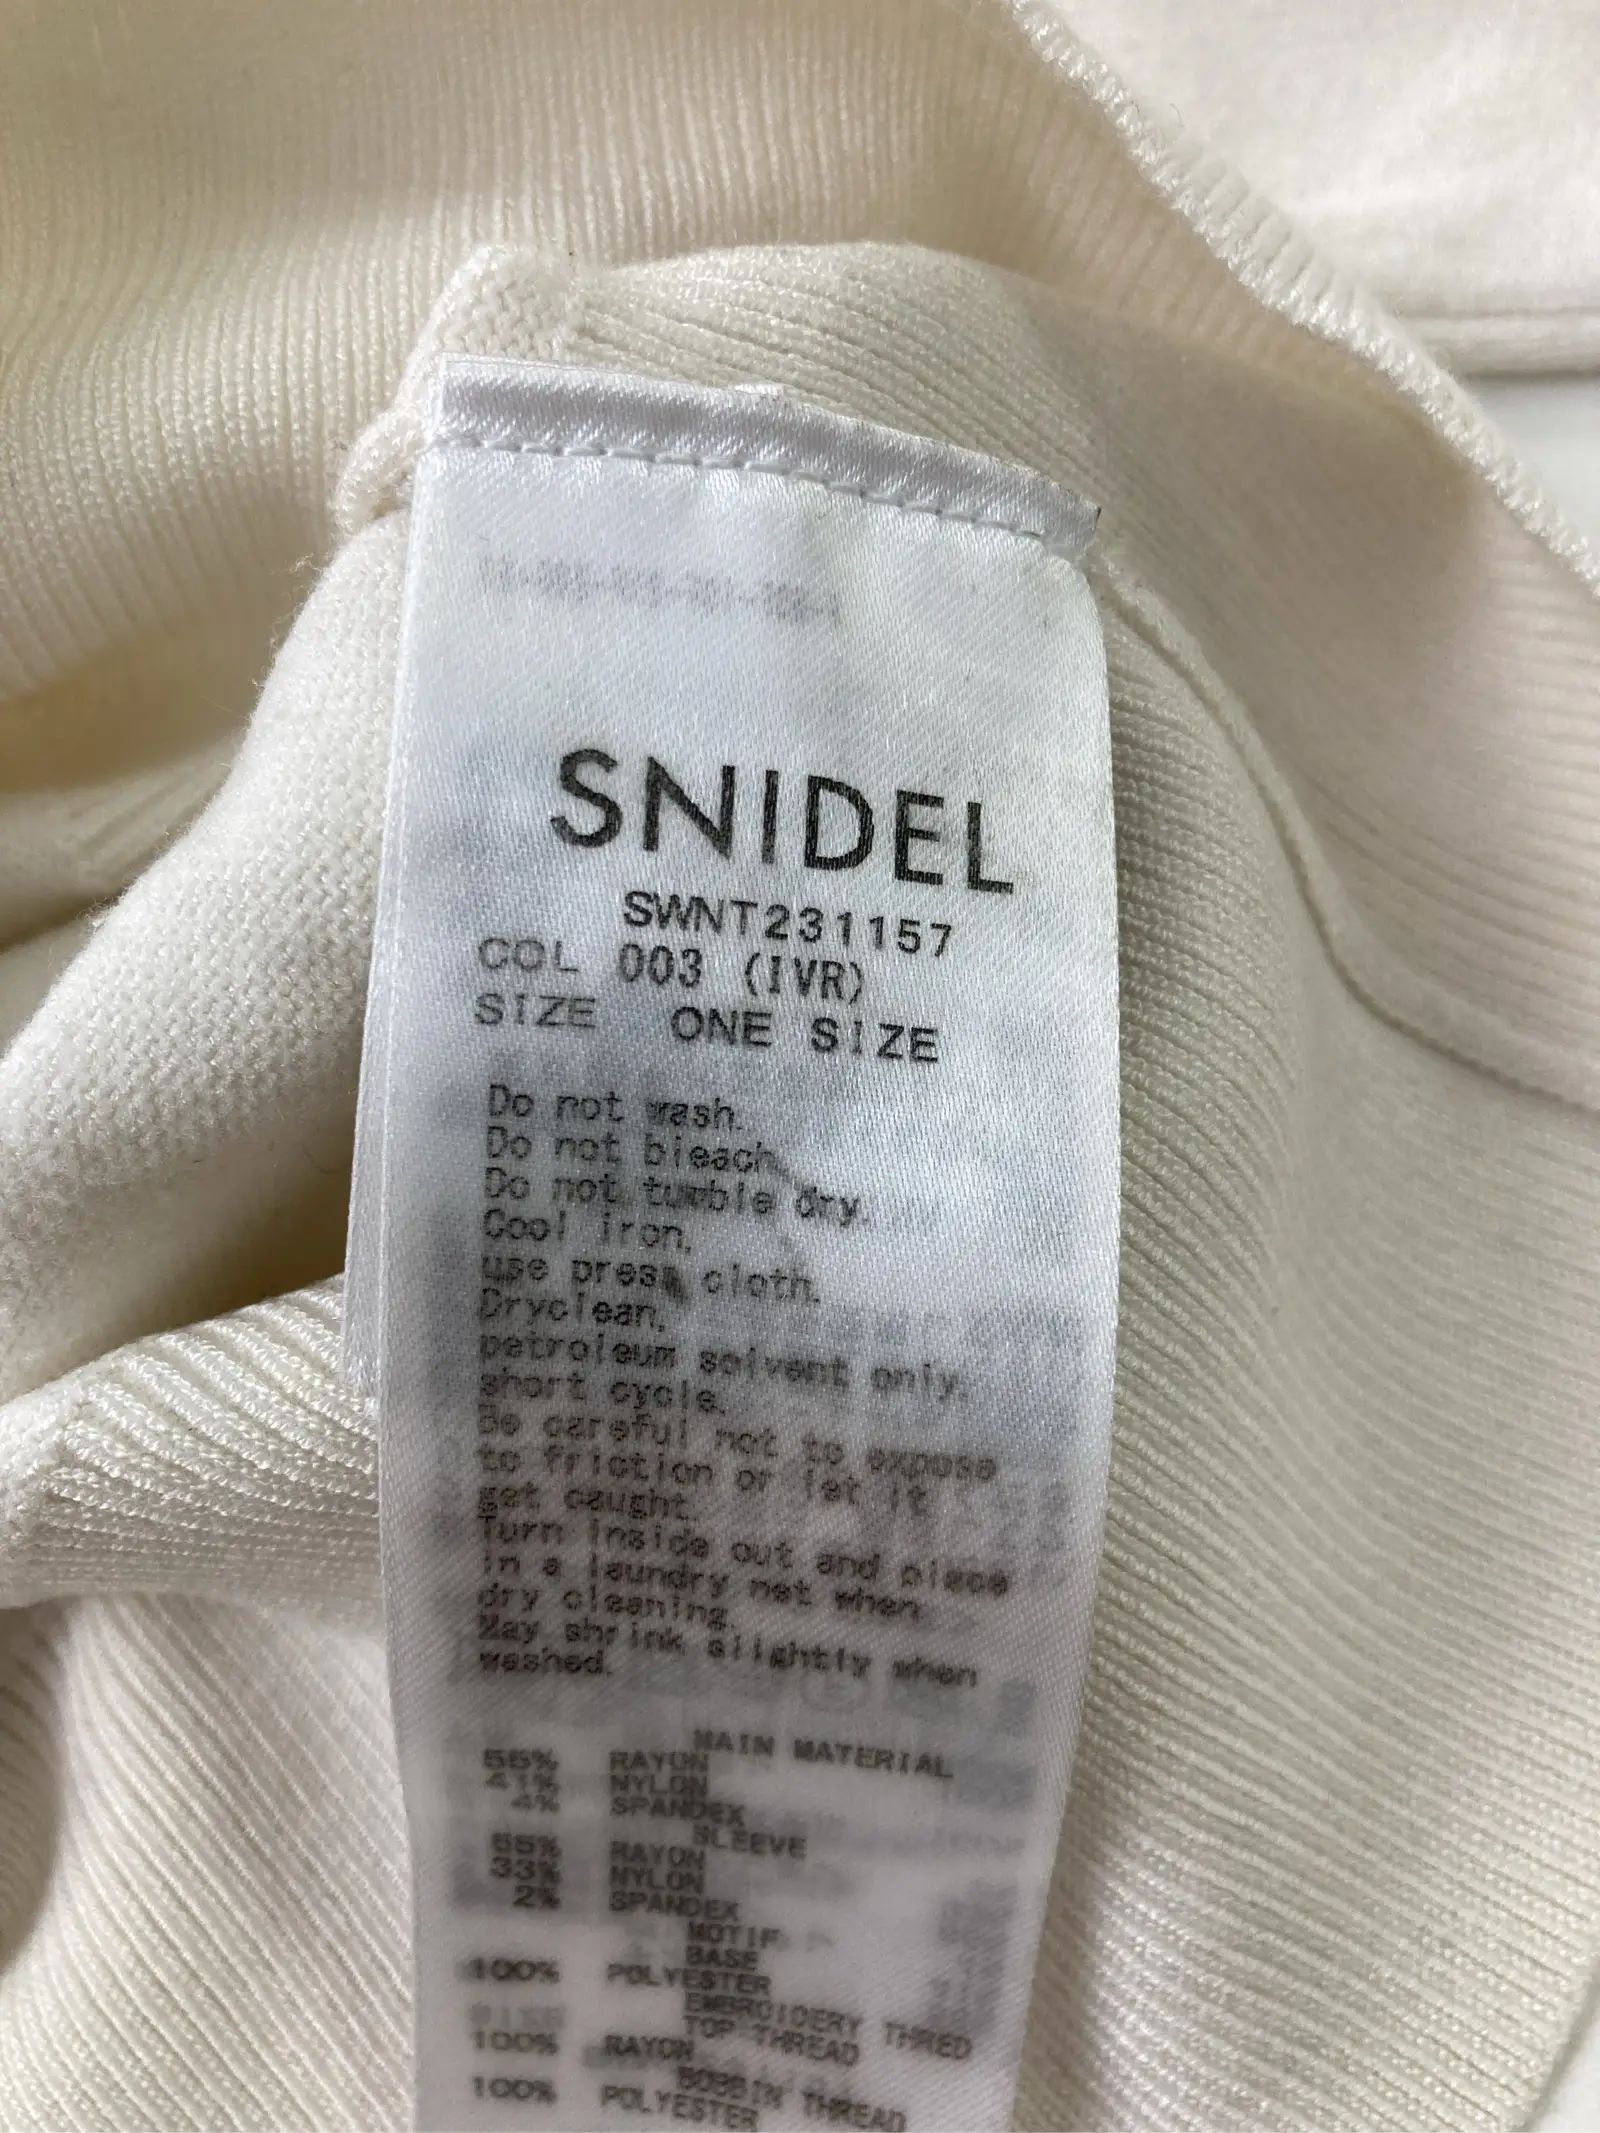 SNIDEL
SWNT231157
COL 003 (IVR)
SIZE ONE SIZE
Do not wash.
Do not bleach.
Do not tumble dry.
Cool iron,
use press cloth.
Dryclean,
petroleum solvent only,
short cycle.
Be careful not to expose
to friction or let it
get caught.
Turn inside out and place
in a laundry net when
dry cleaning.
May shrink slightly when
washed.
MAIN MATERIAL
55% RAYON
41% NYLON
4% SPANDEX
SLEEVE
RAYON
33% NYLON
2% SPANDEX
MOTIF
BASE
100% POLYESTER
EMBROIDERY THRED
TOP THREAD
100% RAYON
BOBBIN THREAD
100% POLYESTER